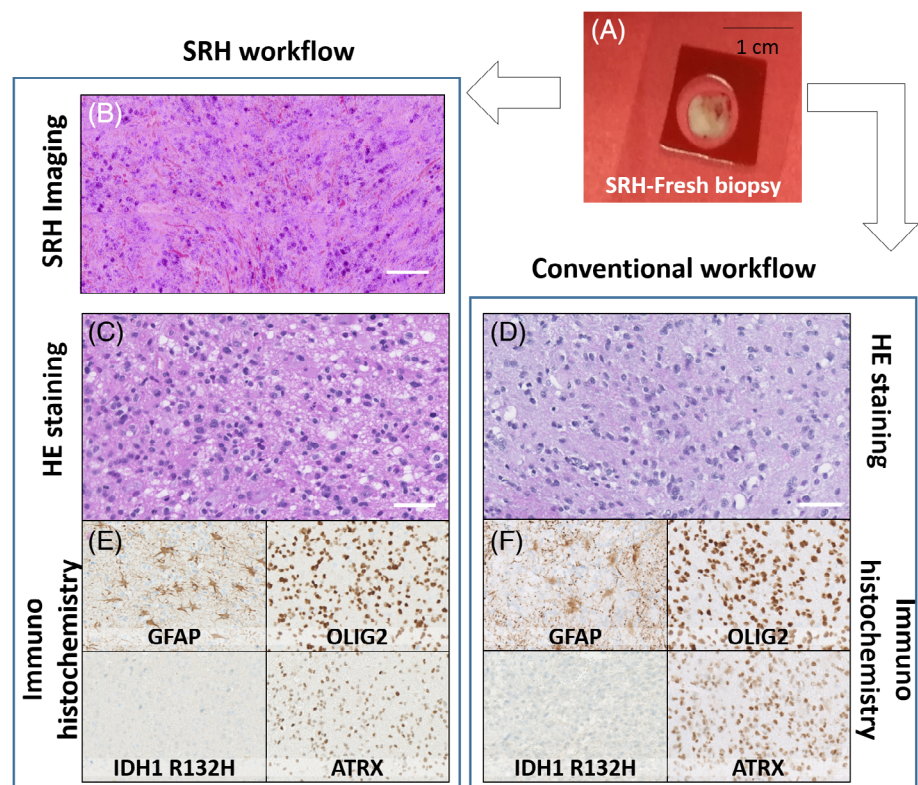 SRH workflow
(A)
1 cm
SRH-Fresh biopsy
SRH Imaging
(B)
Conventional workflow
HE staining
(C)
(D)
HE staining
Immuno
histochemistry
(E)
GFAP
OLIG2
IDH1 R132H
ATRX
(F)
GFAP
OLIG2
IDH1 R132H
ATRX
Immuno
histochemistry